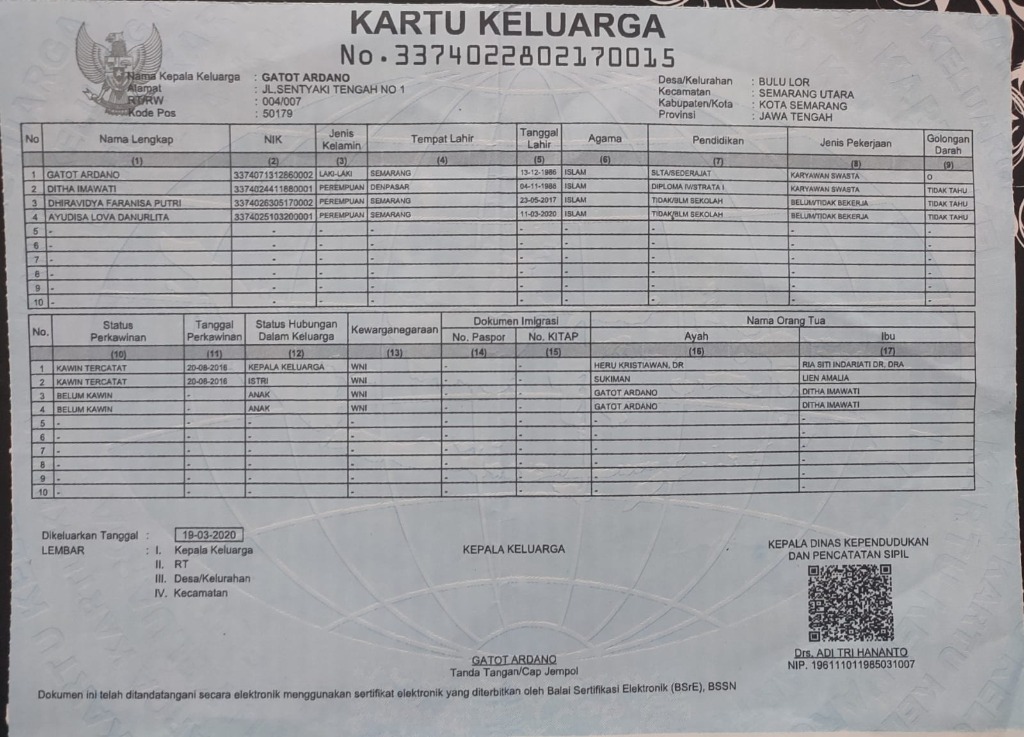 KARTU KELUARGA
No.3374022802170015
Nama Kepala Keluarga : GATOT ARDANO
Alamat : JL.SENTYAKI TENGAH NO 1
RT/RW : 004/007
Kode Pos : 50179
Desa/Kelurahan : BULU LOR
Kecamatan : SEMARANG UTARA
Kabupaten/Kota : KOTA SEMARANG
Provinsi : JAWA TENGAH
No Nama Lengkap NIK Jenis Kelamin Tempat Lahir Tanggal Lahir Agama Pendidikan Jenis Pekerjaan Golongan Darah
(1) (2) (3) (4) (5) (6) (7) (8) (9)
1 GATOT ARDANO 3374071312860002 LAKI-LAKI SEMARANG 13-12-1986 ISLAM SLTA/SEDERAJAT KARYAWAN SWASTA O
2 DITHA IMAWATI 3374024411880001 PEREMPUAN DENPASAR 04-11-1988 ISLAM DIPLOMA IV/STRATA I KARYAWAN SWASTA TIDAK TAHU
3 DHIRAVIDYA FARANISA PUTRI 3374026305170002 PEREMPUAN SEMARANG 23-05-2017 ISLAM TIDAK/BLM SEKOLAH BELUM/TIDAK BEKERJA TIDAK TAHU
4 AYUDISA LOVA DANURLITA 3374025103200001 PEREMPUAN SEMARANG 11-03-2020 ISLAM TIDAK/BLM SEKOLAH BELUM/TIDAK BEKERJA TIDAK TAHU
5 - - - - - - - - -
6 - - - - - - - - -
7 - - - - - - - - -
8 - - - - - - - - -
9 - - - - - - - - -
10 - - - - - - - - -
No. Status Perkawinan Tanggal Perkawinan Status Hubungan Dalam Keluarga Kewarganegaraan Dokumen Imigrasi Nama Orang Tua
No. Paspor No. KITAP Ayah Ibu
(10) (11) (12) (13) (14) (15) (16) (17)
1 KAWIN TERCATAT 20-08-2016 KEPALA KELUARGA WNI - - HERU KRISTIAWAN, DR RIA SITI INDARIATI DR, DRA
2 KAWIN TERCATAT 20-08-2016 ISTRI WNI - - SUKIMAN LIEN AMALIA
3 BELUM KAWIN - ANAK WNI - - GATOT ARDANO DITHA IMAWATI
4 BELUM KAWIN - ANAK WNI - - GATOT ARDANO DITHA IMAWATI
5 - - - - - - - -
6 - - - - - - - -
7 - - - - - - - -
8 - - - - - - - -
9 - - - - - - - -
10 - - - - - - - -
Dikeluarkan Tanggal : 19-03-2020
LEMBAR : I. Kepala Keluarga
II. RT
III. Desa/Kelurahan
IV. Kecamatan
KEPALA KELUARGA
GATOT ARDANO
Tanda Tangan/Cap Jempol
KEPALA DINAS KEPENDUDUKAN
DAN PENCATATAN SIPIL
Drs. ADI TRI HANANTO
NIP. 196111011985031007
Dokumen ini telah ditandatangani secara elektronik menggunakan sertifikat elektronik yang diterbitkan oleh Balai Sertifikasi Elektronik (BSrE), BSSN